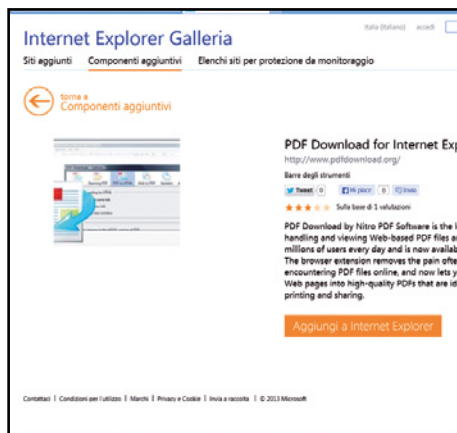 Italia (Italiano) accedi
Internet Explorer Galleria
Siti aggiunti Componenti aggiuntivi Elenchi siti per protezione da monitoraggio
torna a
Componenti aggiuntivi
PDF Download for Internet Exp
http://www.pdfdownload.org/
Barre degli strumenti
Tweet 0 Mi piace 0 Invia
Sulla base di 1 valutazioni
PDF Download by Nitro PDF Software is the l
handling and viewing Web-based PDF files a
millions of users every day and is now availab
The browser extension removes the pain ofte
encountering PDF files online, and now lets y
Web pages into high-quality PDFs that are id
printing and sharing.
Aggiungi a Internet Explorer
Contattaci | Condizioni per l'utilizzo | Marchi | Privacy e Cookie | Invia a raccolta | © 2013 Microsoft